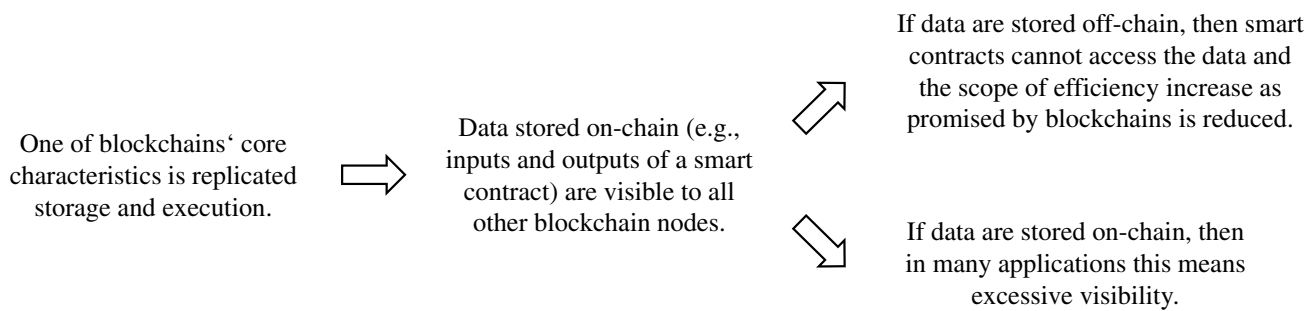 One of blockchains‘ core
characteristics is replicated
storage and execution.
Data stored on-chain (e.g.,
inputs and outputs of a smart
contract) are visible to all
other blockchain nodes.
If data are stored off-chain, then smart
contracts cannot access the data and
the scope of efficiency increase as
promised by blockchains is reduced.
If data are stored on-chain, then
in many applications this means
excessive visibility.